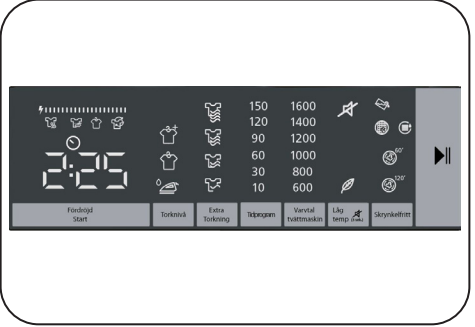 150 1600
120 1400
90 1200
60 1000 60'
30 800
10 600 120'
2:25
Fördröjd Start
Torknivå
Extra Torkning
Tidprogram
Varvtal tvättmaskin
Låg temp
Skrynkelfritt